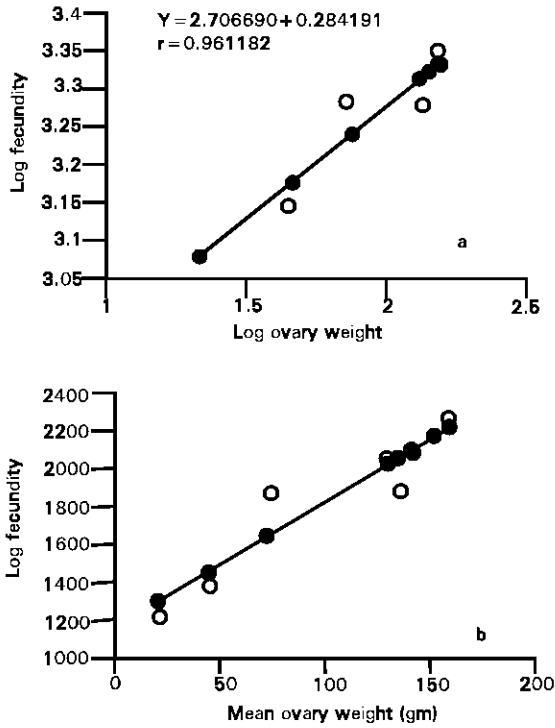 Y = 2.706690 + 0.284191
r = 0.961182
3.4
3.35
3.3
3.25
3.2
3.15
3.1
3.05
Log fecundity
a
1 1.5 2 2.5
Log ovary weight
2400
2200
2000
1800
1600
1400
1200
1000
Log fecundity
b
0 50 100 150 200
Mean ovary weight (gm)